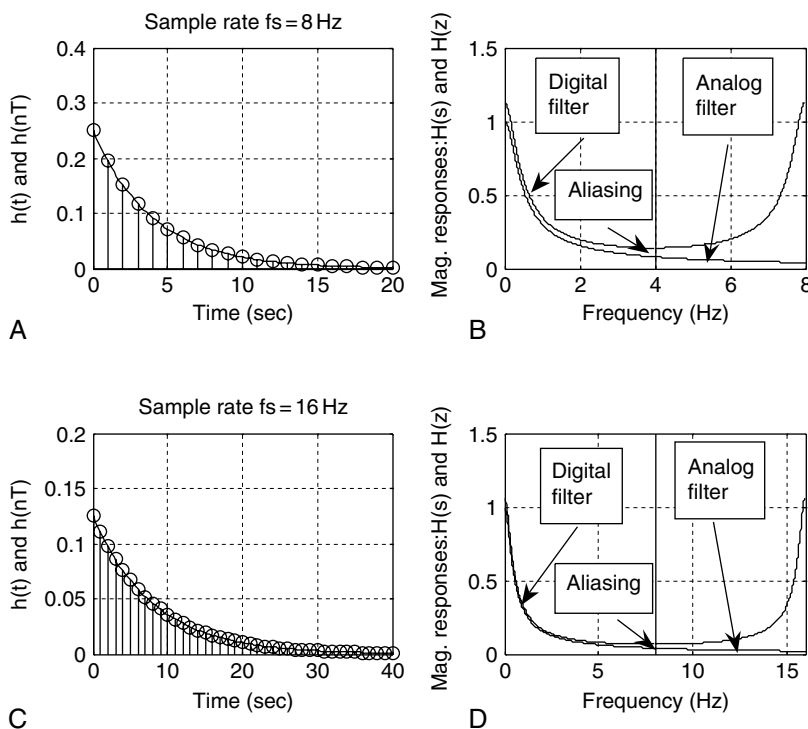 Sample rate fs = 8 Hz
h(t) and h(nT)
0.4
0.3
0.2
0.1
0
0 5 10 15 20
Time (sec)
A
Mag. responses:H(s) and H(z)
1.5
1
0.5
0
Digital
filter
Analog
filter
Aliasing
0 2 4 6 8
Frequency (Hz)
B
Sample rate fs = 16 Hz
h(t) and h(nT)
0.2
0.15
0.1
0.05
0
0 10 20 30 40
Time (sec)
C
Mag. responses:H(s) and H(z)
1.5
1
0.5
0
Digital
filter
Analog
filter
Aliasing
0 5 10 15
Frequency (Hz)
D